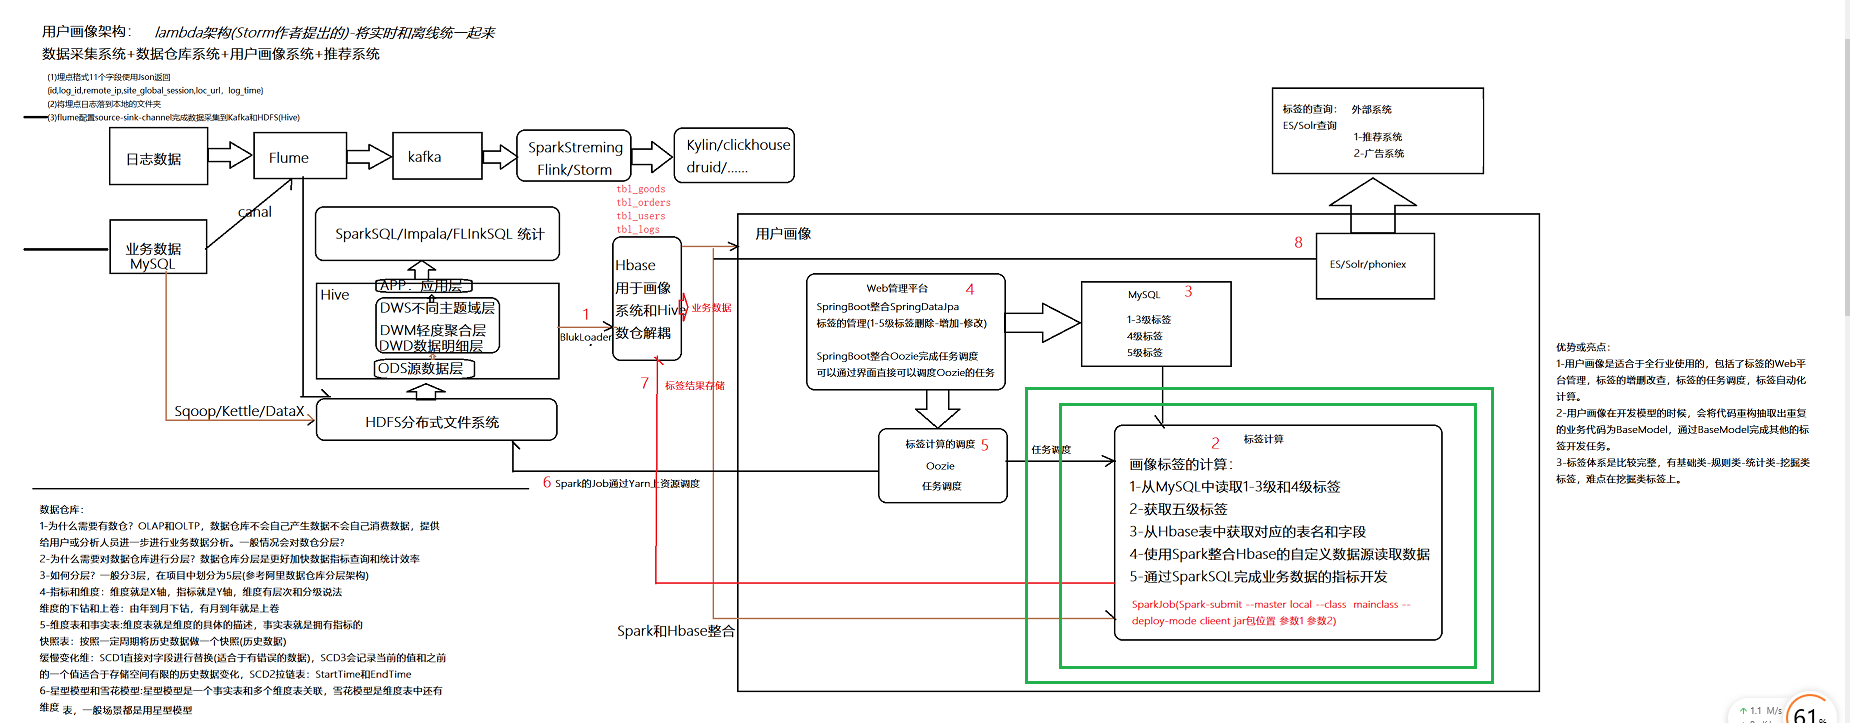 用户画像架构： lambda架构(Storm作者提出的)-将实时和离线统一起来
数据采集系统+数据仓库系统+用户画像系统+推荐系统
(1)埋点格式11个字段使用Json返回
(id,log_id,remote_ip,site_global_session,loc_url，log_time)
(2)将埋点日志落到本地的文件夹
(3)flume配置source-sink-channel完成数据采集到Kafka和HDFS(Hive)
日志数据
Flume
kafka
SparkStreming
Flink/Storm
Kylin/clickhouse
druid/......
canal
业务数据
MySQL
Sqoop/Kettle/DataX
SparkSQL/Impala/FLInkSQL 统计
Hive
APP：应用层
DWS不同主题域层
DWM轻度聚合层
DWD数据明细层
ODS源数据层
HDFS分布式文件系统
1
BlukLoader
tbl_goods
tbl_orders
tbl_users
tbl_logs
Hbase
用于画像
系统和Hive
数仓解耦
业务数据
7 标签结果存储
6 Spark的Job通过Yarn上资源调度
Spark和Hbase整合
用户画像
Web管理平台 4
SpringBoot整合SpringDataJpa
标签的管理(1-5级标签删除-增加-修改)
SpringBoot整合Oozie完成任务调度
可以通过界面直接可以调度Oozie的任务
MySQL 3
1-3级标签
4级标签
5级标签
标签计算的调度 5
Oozie
任务调度
任务调度
2 标签计算
画像标签的计算：
1-从MySQL中读取1-3级和4级标签
2-获取五级标签
3-从Hbase表中获取对应的表名和字段
4-使用Spark整合Hbase的自定义数据源读取数据
5-通过SparkSQL完成业务数据的指标开发
SparkJob(Spark-submit --master local --class mainclass --
deploy-mode clieent jar包位置 参数1 参数2)
8
ES/Solr/phoniex
标签的查询： 外部系统
ES/Solr查询
1-推荐系统
2-广告系统
优势或亮点：
1-用户画像是适合于全行业使用的，包括了标签的Web平
台管理，标签的增删改查，标签的任务调度，标签自动化
计算。
2-用户画像在开发模型的时候，会将代码重构抽取出重复
的业务代码为BaseModel，通过BaseModel完成其他的标
签开发任务。
3-标签体系是比较完整，有基础类-规则类-统计类-挖掘类
标签，难点在挖掘类标签上。
数据仓库：
1-为什么需要有数仓？OLAP和OLTP，数据仓库不会自己产生数据不会自己消费数据，提供
给用户或分析人员进一步进行业务数据分析。一般情况会对数仓分层？
2-为什么需要对数据仓库进行分层？数据仓库分层是更好加快数据指标查询和统计效率
3-如何分层？一般分3层，在项目中划分为5层(参考阿里数据仓库分层架构)
4-指标和维度：维度就是X轴，指标就是Y轴，维度有层次和分级说法
维度的下钻和上卷：由年到月下钻，有月到年就是上卷
5-维度表和事实表:维度表就是维度的具体的描述，事实表就是拥有指标的
快照表：按照一定周期将历史数据做一个快照(历史数据)
缓慢变化维：SCD1直接对字段进行替换(适合于有错误的数据)，SCD3会记录当前的值和之前
的一个值适合于存储空间有限的历史数据变化，SCD2拉链表：StartTime和EndTime
6-星型模型和雪花模型:星型模型是一个事实表和多个维度表关联，雪花模型是维度表中还有
维度 表，一般场景都是用星型模型
↑ 1.1 M/s
61%